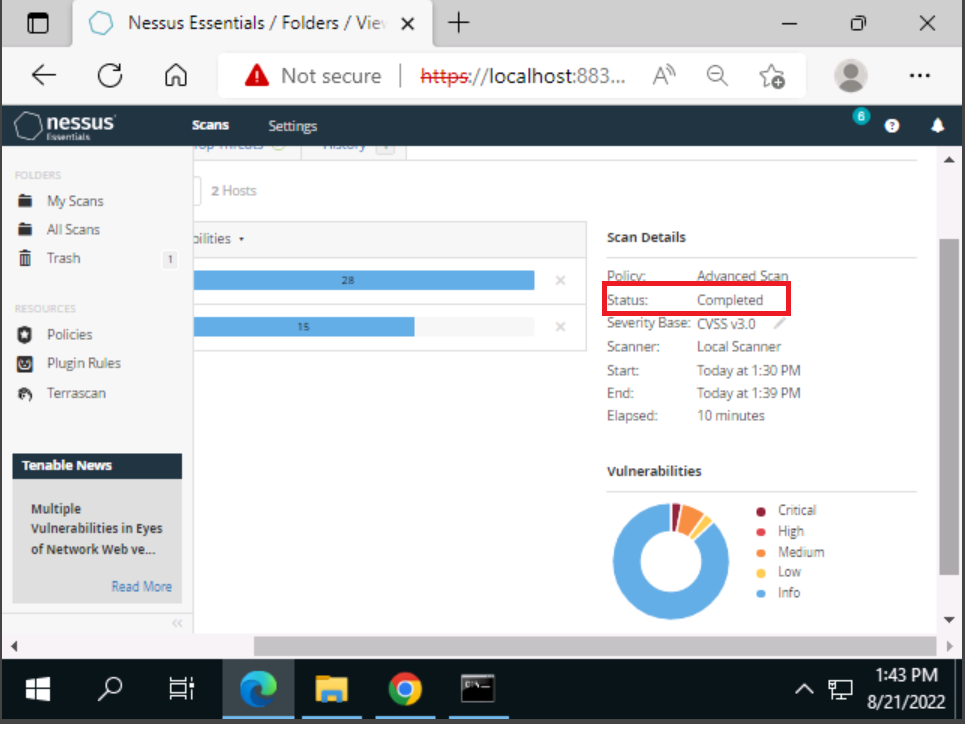 Nessus Essentials / Folders / View
Not secure | https://localhost:883...
nessus
Essentials
Scans
Settings
6
Top Threats
History
FOLDERS
My Scans
All Scans
Trash 1
RESOURCES
Policies
Plugin Rules
Terrascan
Tenable News
Multiple
Vulnerabilities in Eyes
of Network Web ve...
Read More
2 Hosts
bilities
28
15
Scan Details
Policy: Advanced Scan
Status: Completed
Severity Base: CVSS v3.0
Scanner: Local Scanner
Start: Today at 1:30 PM
End: Today at 1:39 PM
Elapsed: 10 minutes
Vulnerabilities
Critical
High
Medium
Low
Info
1:43 PM
8/21/2022